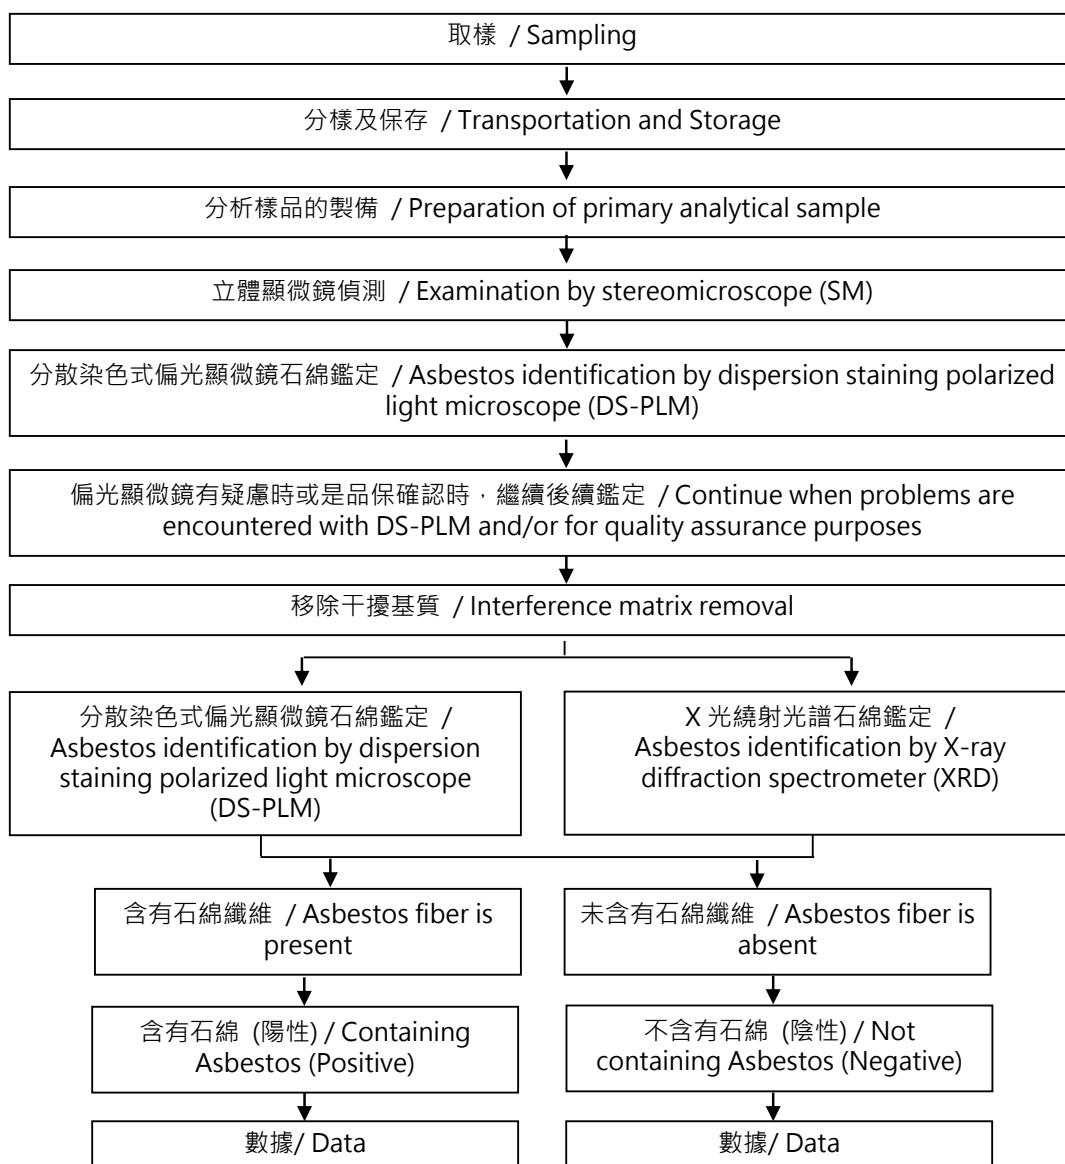 取樣 / Sampling
分樣及保存 / Transportation and Storage
分析樣品的製備 / Preparation of primary analytical sample
立體顯微鏡偵測 / Examination by stereomicroscope (SM)
分散染色式偏光顯微鏡石綿鑑定 / Asbestos identification by dispersion staining polarized
light microscope (DS-PLM)
偏光顯微鏡有疑慮時或是品保確認時，繼續後續鑑定 / Continue when problems are
encountered with DS-PLM and/or for quality assurance purposes
移除干擾基質 / Interference matrix removal
分散染色式偏光顯微鏡石綿鑑定 /
Asbestos identification by dispersion
staining polarized light microscope
(DS-PLM)
X 光繞射光譜石綿鑑定 /
Asbestos identification by X-ray
diffraction spectrometer (XRD)
含有石綿纖維 / Asbestos fiber is
present
未含有石綿纖維 / Asbestos fiber is
absent
含有石綿 (陽性) / Containing
Asbestos (Positive)
不含有石綿 (陰性) / Not
containing Asbestos (Negative)
數據/ Data
數據/ Data